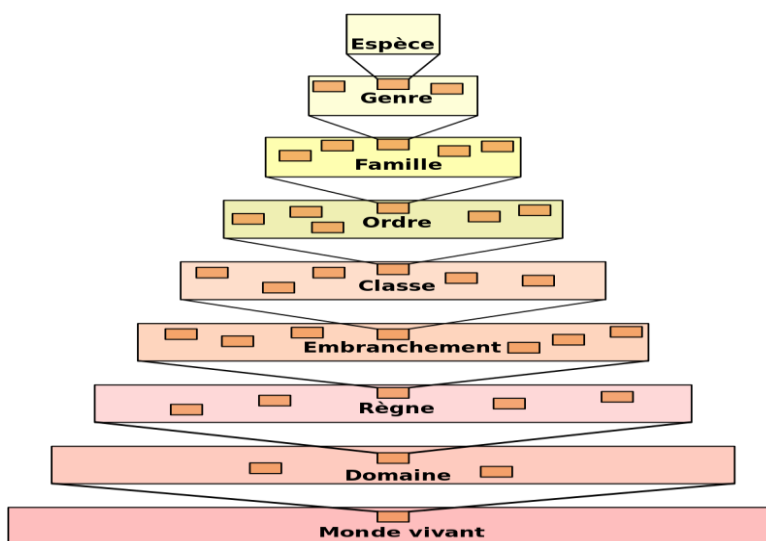 Espèce
Genre
Famille
Ordre
Classe
Embranchement
Règne
Domaine
Monde vivant